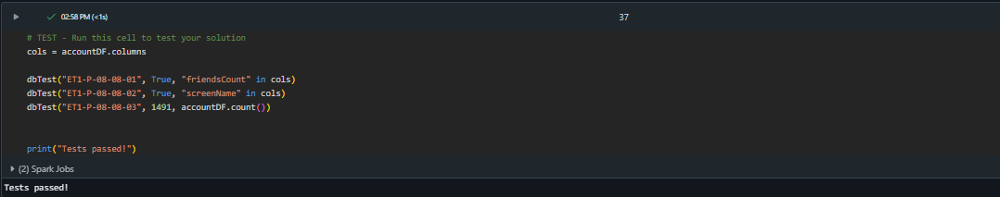 02:58 PM (<1s)
37
# TEST - Run this cell to test your solution
cols = accountDF.columns
dbTest("ET1-P-08-08-01", True, "friendsCount" in cols)
dbTest("ET1-P-08-08-02", True, "screenName" in cols)
dbTest("ET1-P-08-08-03", 1491, accountDF.count())
print("Tests passed!")
(2) Spark Jobs
Tests passed!